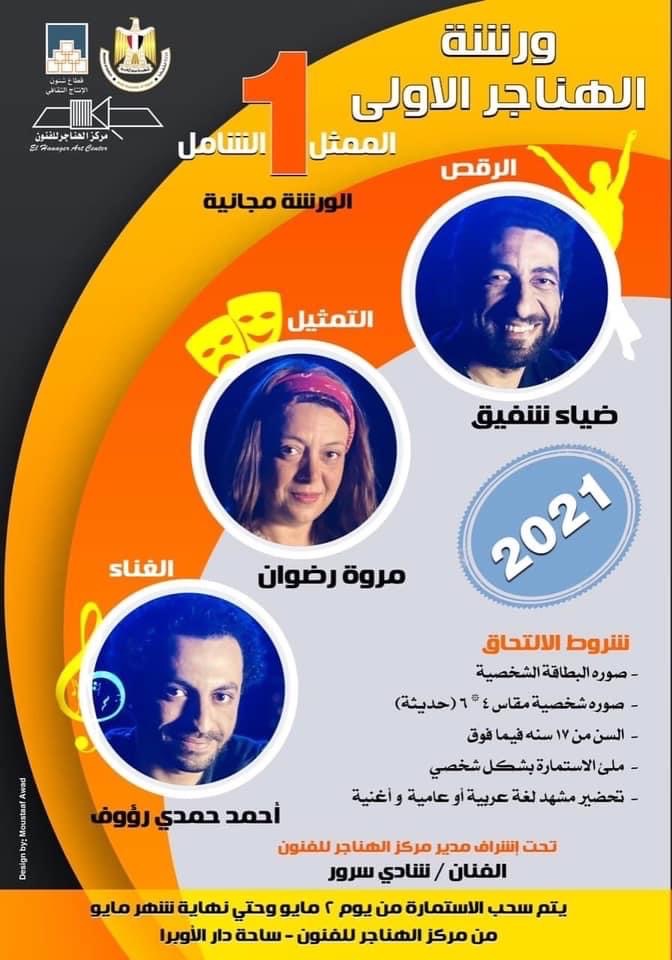 ورشة
الهناجر الاولى
قطاع شئون
الإنتاج الثقافي
مركز الهناجر للفنون
El Hanager Art Center
1
الممثل الشامل
الورشة مجانية
الرقص
ضياء شفيق
التمثيل
مروة رضوان
2021
الغناء
أحمد حمدي رؤوف
شروط الالتحاق
- صوره البطاقة الشخصية
- صوره شخصية مقاس ٤ * ٦ (حديثة)
- السن من ١٧ سنه فيما فوق
- ملئ الاستمارة بشكل شخصي
- تحضير مشهد لغة عربية أو عامية و أغنية
تحت إشراف مدير مركز الهناجر للفنون
الفنان / شادي سرور
يتم سحب الاستمارة من يوم ٢ مايو وحتي نهاية شهر مايو
من مركز الهناجر للفنون - ساحة دار الأوبرا
Design by: Moustaaf Awad